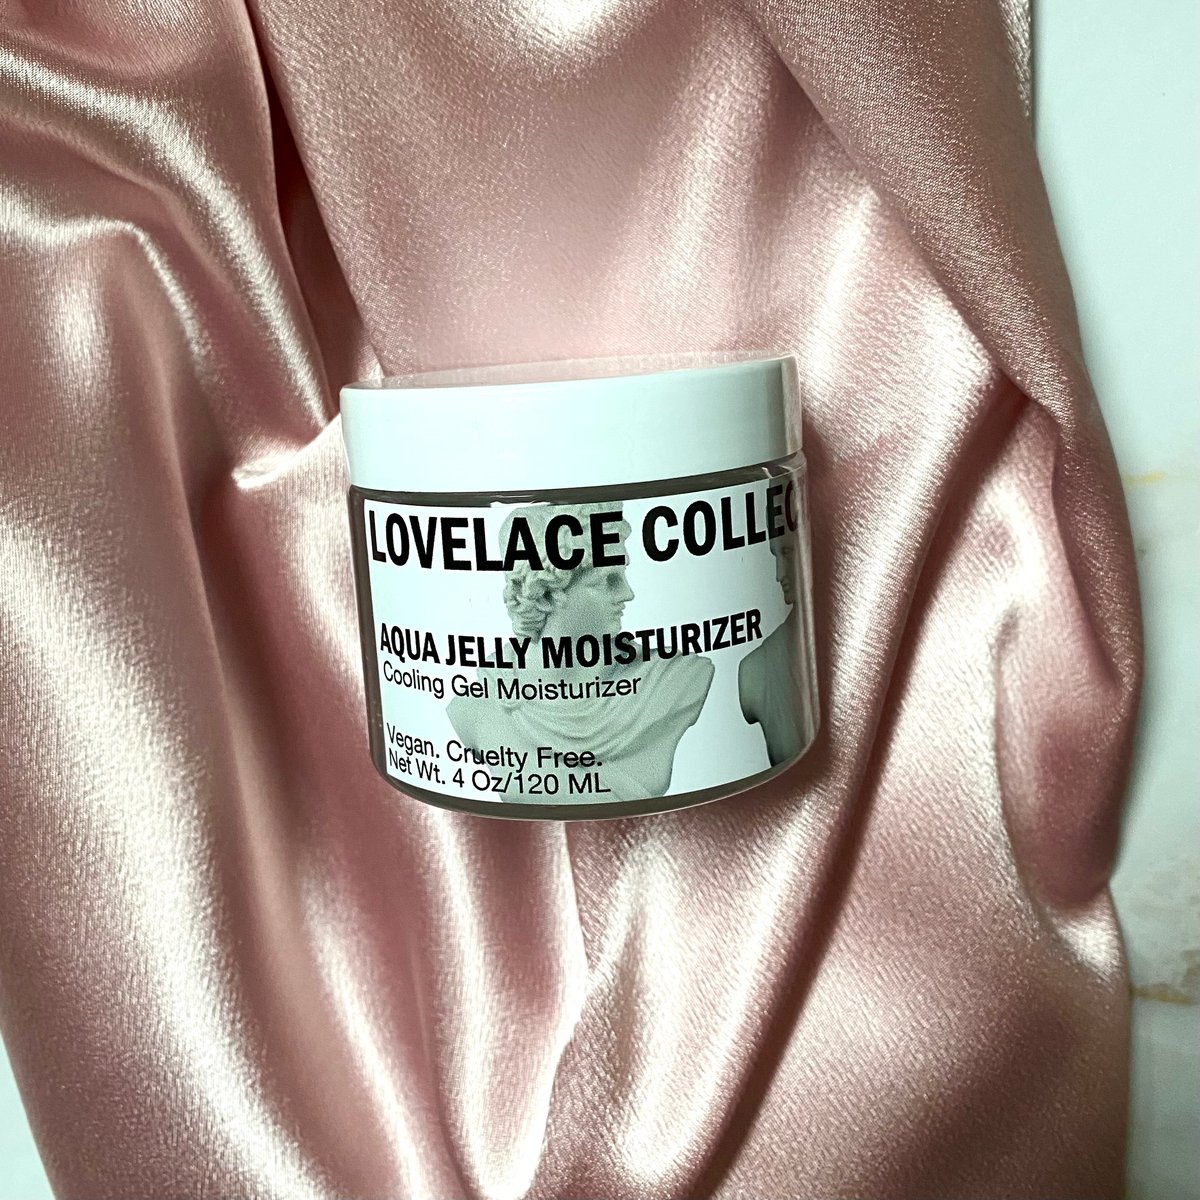 LOVELACE COLLEC
AQUA JELLY MOISTURIZER
Cooling Gel Moisturizer
Vegan. Cruelty Free.
Net Wt. 4 Oz/120 ML